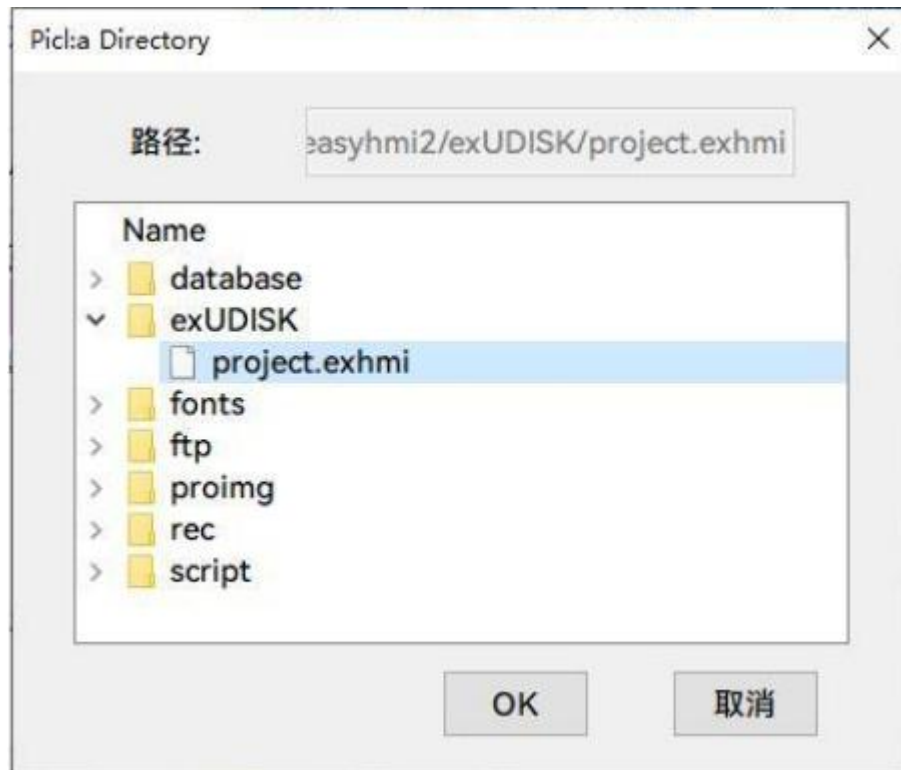 Picl:a Directory
路径:
easyhmi2/exUDISK/project.exhmi
Name
database
exUDISK
project.exhmi
fonts
ftp
proimg
rec
script
OK
取消